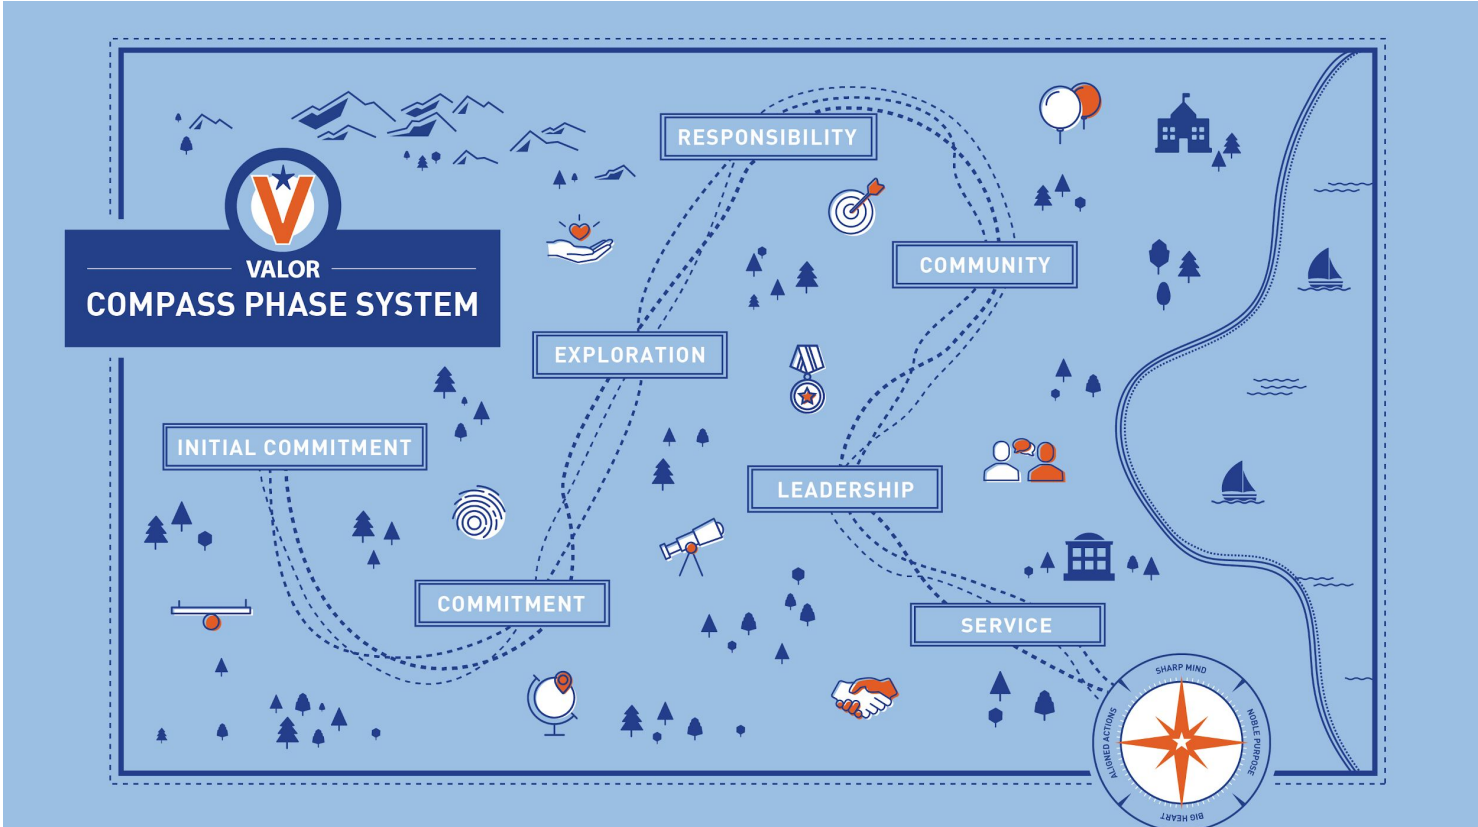 V
VALOR
COMPASS PHASE SYSTEM
RESPONSIBILITY
COMMUNITY
EXPLORATION
INITIAL COMMITMENT
LEADERSHIP
COMMITMENT
SERVICE
SHARP MIND
NOBLE PURPOSE
BIG HEART
ALIGNED ACTIONS